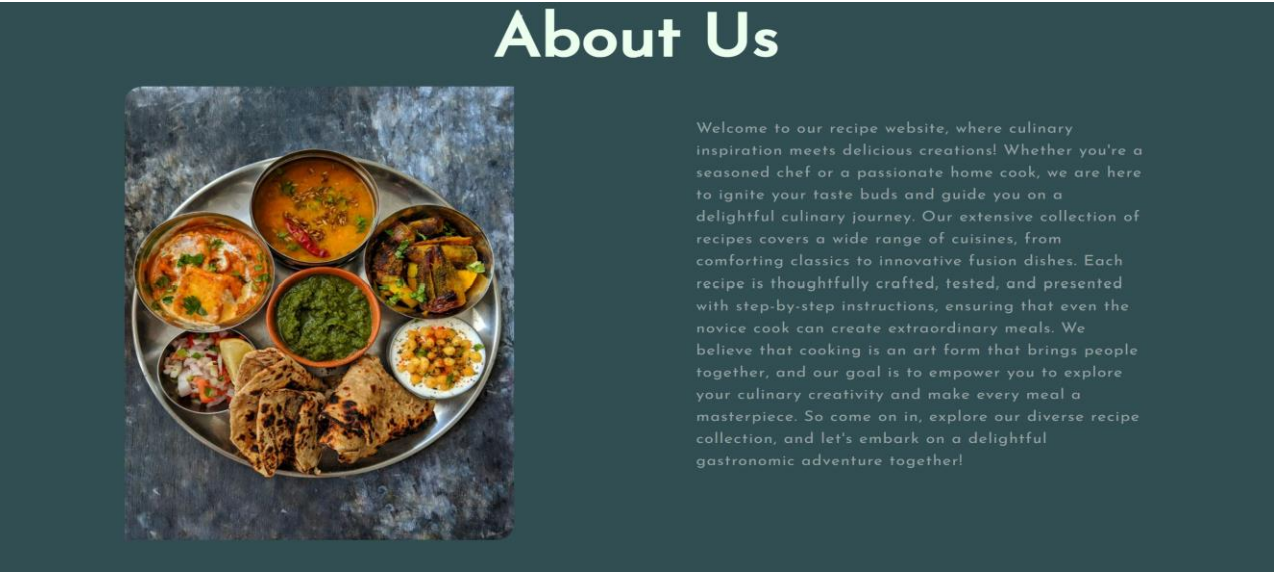 About Us
Welcome to our recipe website, where culinary
inspiration meets delicious creations! Whether you're a
seasoned chef or a passionate home cook, we are here
to ignite your taste buds and guide you on a
delightful culinary journey. Our extensive collection of
recipes covers a wide range of cuisines, from
comforting classics to innovative fusion dishes. Each
recipe is thoughtfully crafted, tested, and presented
with step-by-step instructions, ensuring that even the
novice cook can create extraordinary meals. We
believe that cooking is an art form that brings people
together, and our goal is to empower you to explore
your culinary creativity and make every meal a
masterpiece. So come on in, explore our diverse recipe
collection, and let's embark on a delightful
gastronomic adventure together!